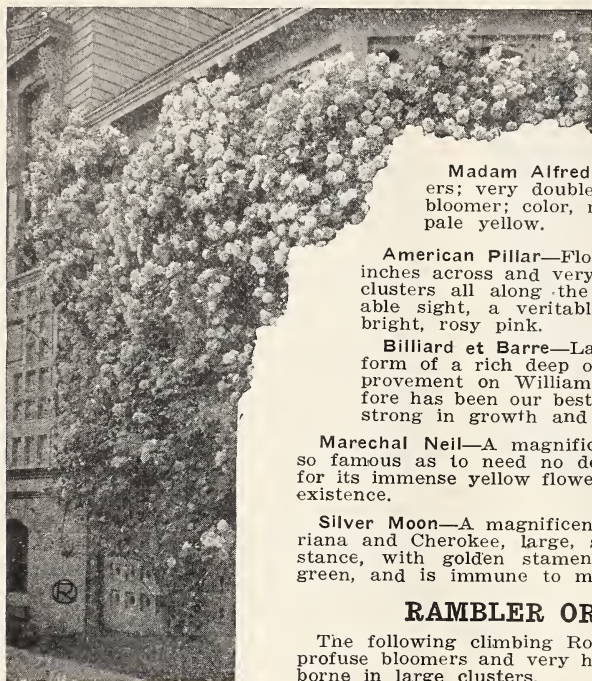 Madam Alfred
ers; very double
bloomer; color,
pale yellow.
American Pillar—Flo
inches across and very
clusters all along the
able sight, a veritabl
bright, rosy pink.
Billiard et Barre—La
form of a rich deep o
provement on William
fore has been our best
strong in growth and
Marechal Neil—A magnific
so famous as to need no de
for its immense yellow flowe
existence.
Silver Moon—A magnificen
riana and Cherokee, large,
stance, with golden stamen
green, and is immune to m
RAMBLER OR
The following climbing Ro
profuse bloomers and very h
borne in large clusters.
R